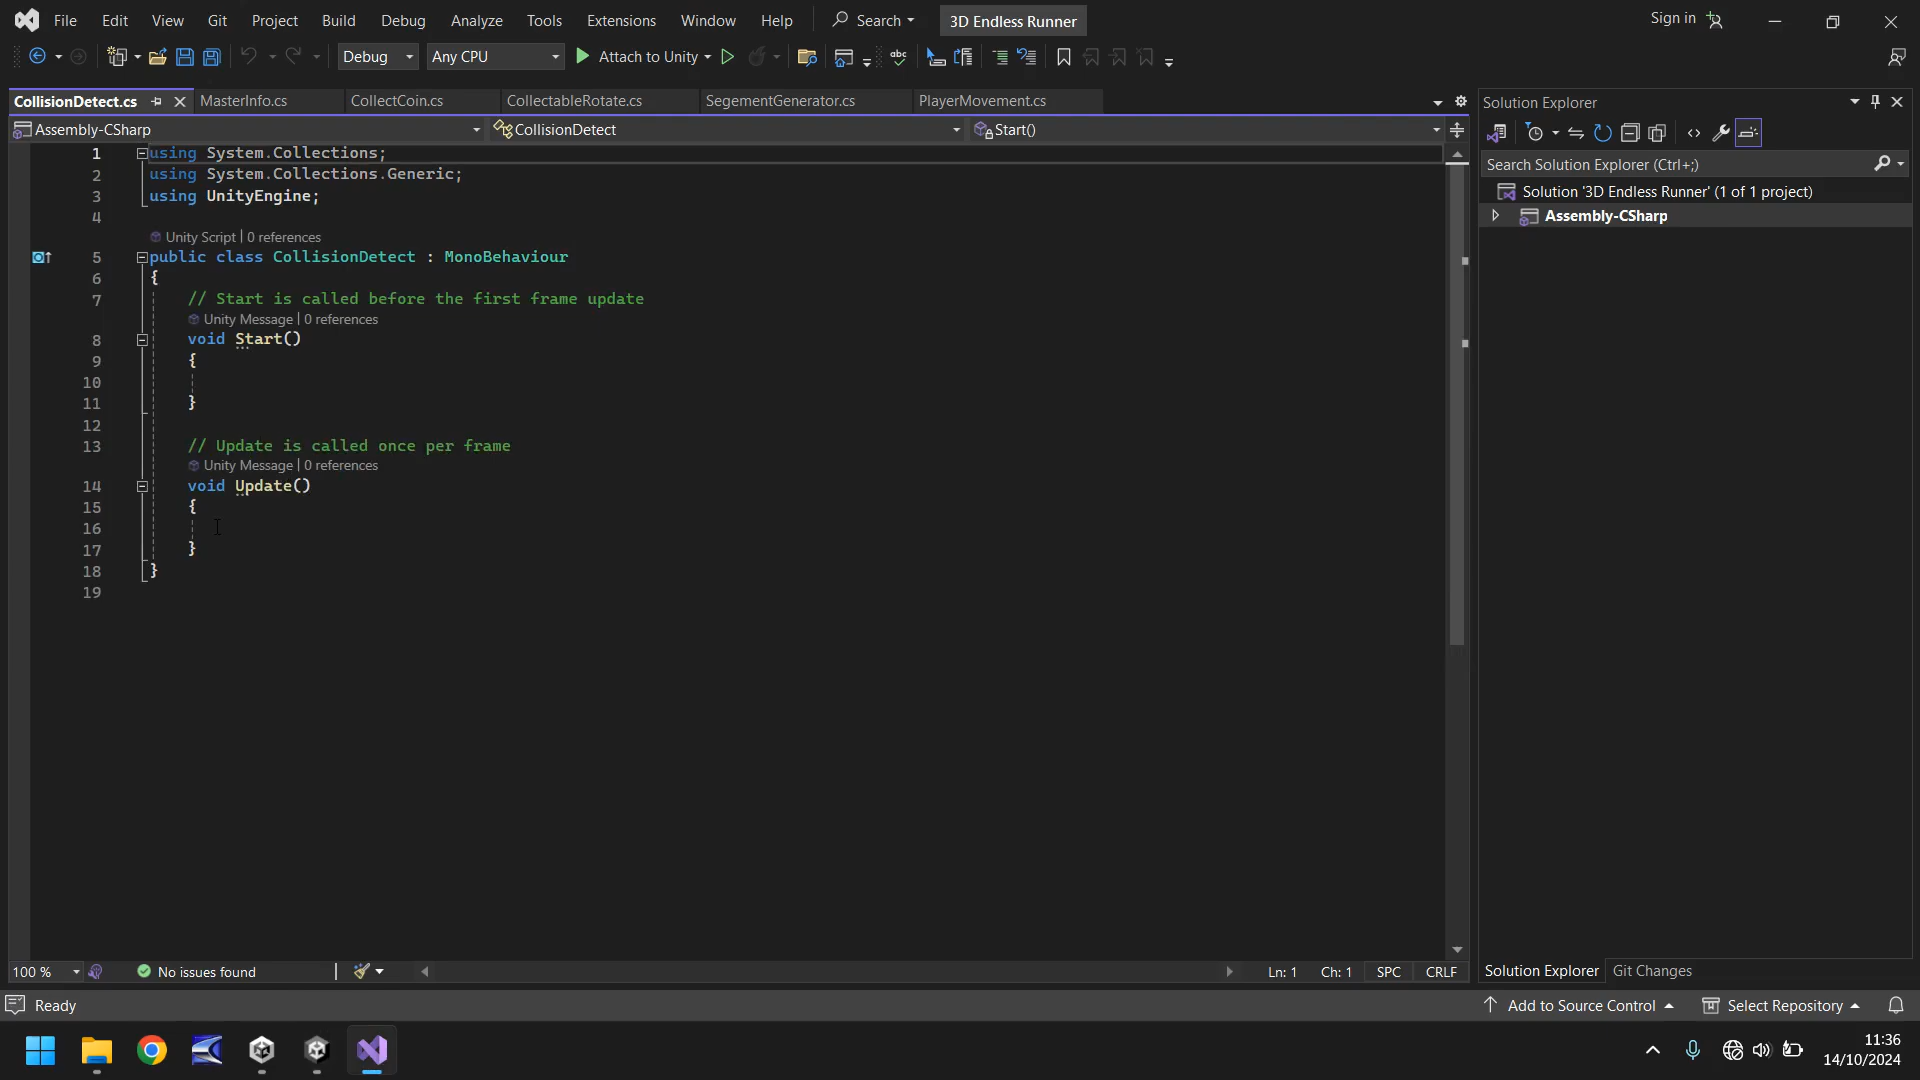 File Edit View Git Project Build Debug Analyze Tools Extensions Window Help Search 3D Endless Runner Sign in
Debug Any CPU Attach to Unity
CollisionDetect.cs MasterInfo.cs CollectCoin.cs CollectableRotate.cs SegementGenerator.cs PlayerMovement.cs
Assembly-CSharp CollisionDetect Start()
1 using System.Collections;
2 using System.Collections.Generic;
3 using UnityEngine;
4
Unity Script | 0 references
5 public class CollisionDetect : MonoBehaviour
6 {
7 // Start is called before the first frame update
Unity Message | 0 references
8 void Start()
9 {
10
11 }
12
13 // Update is called once per frame
Unity Message | 0 references
14 void Update()
15 {
16
17 }
18 }
19
100 % No issues found Ln: 1 Ch: 1 SPC CRLF
Solution Explorer
Search Solution Explorer (Ctrl+;)
Solution '3D Endless Runner' (1 of 1 project)
Assembly-CSharp
Solution Explorer Git Changes
Ready Add to Source Control Select Repository
11:36
14/10/2024